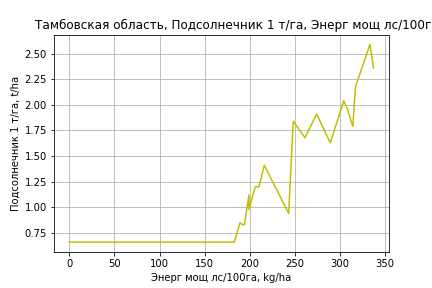 Тамбовская область, Подсолнечник 1 т/га, Энерг мощ лс/100г
2.50
2.25
2.00
1.75
1.50
1.25
1.00
0.75
Подсолнечник 1 т/га, t/ha
0 50 100 150 200 250 300 350
Энерг мощ лс/100га, kg/ha